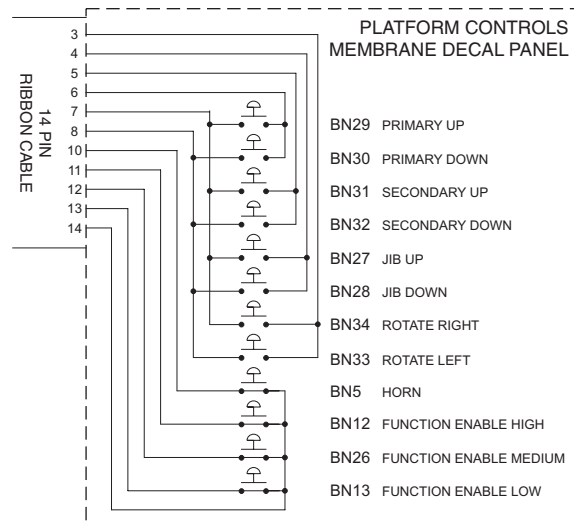 PLATFORM CONTROLS
MEMBRANE DECAL PANEL
14 PIN
RIBBON CABLE
3
4
5
6
7
8
10
11
12
13
14
BN29 PRIMARY UP
BN30 PRIMARY DOWN
BN31 SECONDARY UP
BN32 SECONDARY DOWN
BN27 JIB UP
BN28 JIB DOWN
BN34 ROTATE RIGHT
BN33 ROTATE LEFT
BN5 HORN
BN12 FUNCTION ENABLE HIGH
BN26 FUNCTION ENABLE MEDIUM
BN13 FUNCTION ENABLE LOW